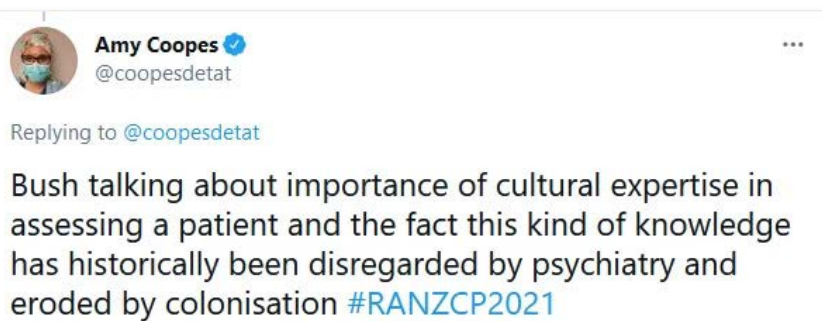 Amy Coopes
@coopesdetat
Replying to @coopesdetat
Bush talking about importance of cultural expertise in
assessing a patient and the fact this kind of knowledge
has historically been disregarded by psychiatry and
eroded by colonisation #RANZCP2021